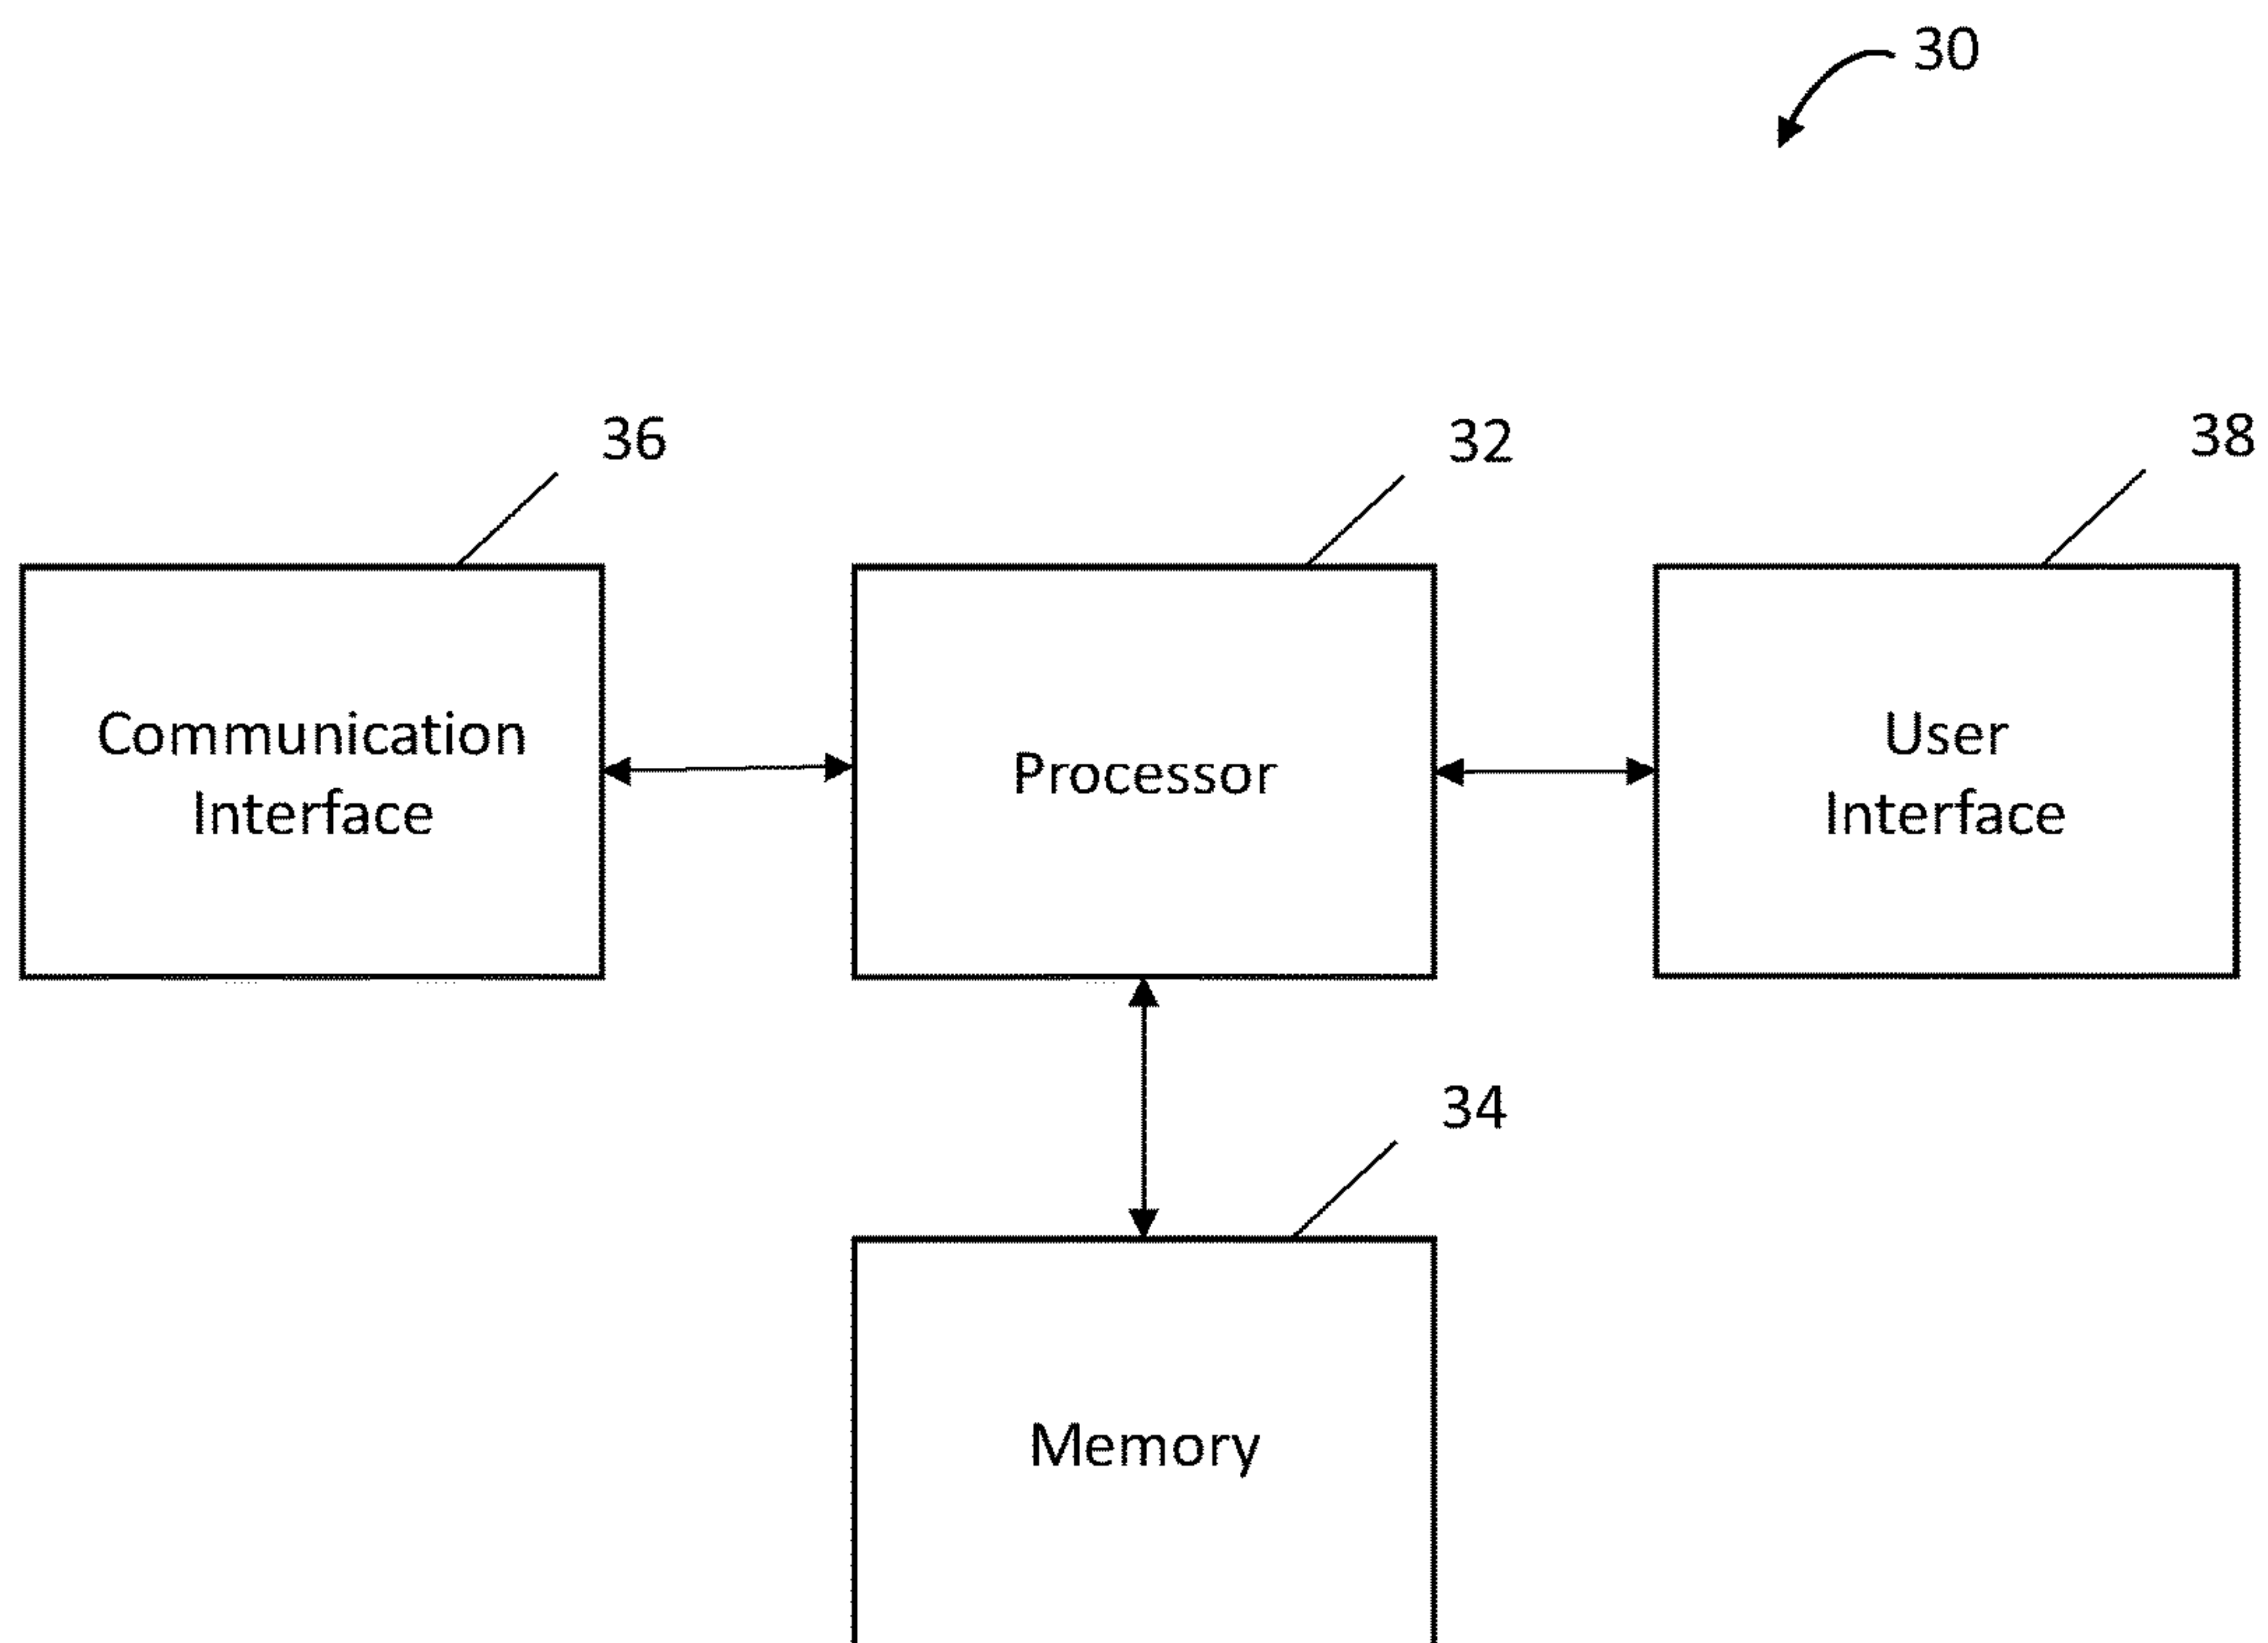 30
36
32
38
Communication
Interface
Processor
User
Interface
34
Memory